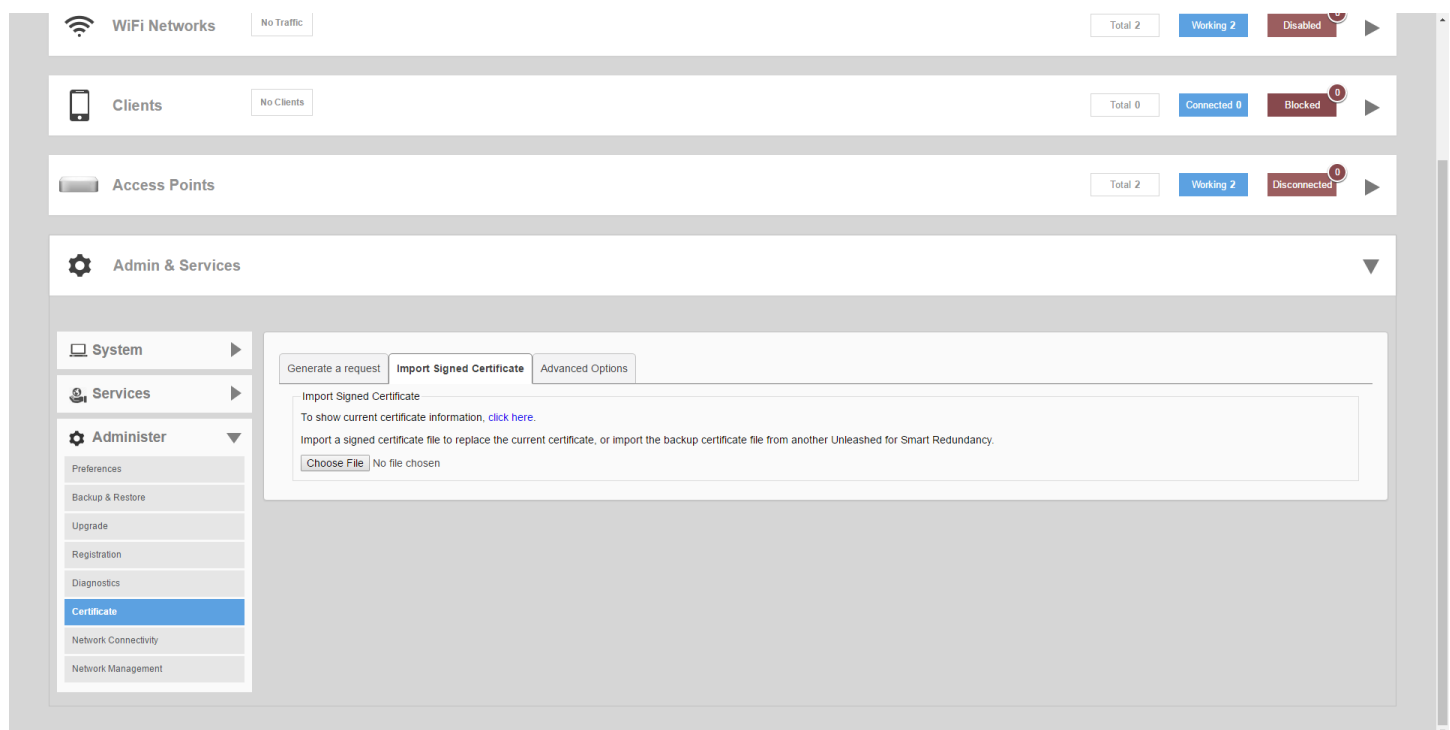 WiFi Networks No Traffic Total 2 Working 2 Disabled 0
Clients No Clients Total 0 Connected 0 Blocked 0
Access Points Total 2 Working 2 Disconnected 0
Admin & Services
System
Services
Administer
Preferences
Backup & Restore
Upgrade
Registration
Diagnostics
Certificate
Network Connectivity
Network Management
Generate a request Import Signed Certificate Advanced Options
Import Signed Certificate
To show current certificate information, click here.
Import a signed certificate file to replace the current certificate, or import the backup certificate file from another Unleashed for Smart Redundancy.
Choose File No file chosen